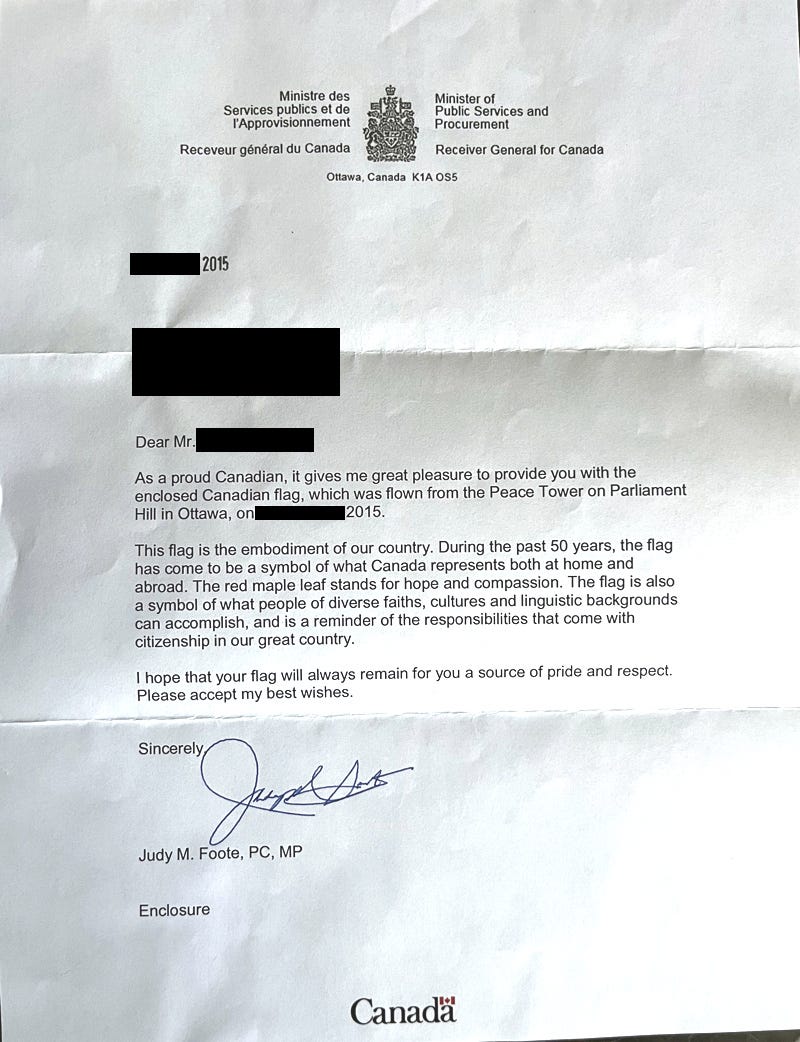 Ministre des
Services publics et de
l'Approvisionnement
Receveur général du Canada
Minister of
Public Services and
Procurement
Receiver General for Canada
Ottawa, Canada K1A OS5
2015
Dear Mr.
As a proud Canadian, it gives me great pleasure to provide you with the
enclosed Canadian flag, which was flown from the Peace Tower on Parliament
Hill in Ottawa, on 2015.
This flag is the embodiment of our country. During the past 50 years, the flag
has come to be a symbol of what Canada represents both at home and
abroad. The red maple leaf stands for hope and compassion. The flag is also
a symbol of what people of diverse faiths, cultures and linguistic backgrounds
can accomplish, and is a reminder of the responsibilities that come with
citizenship in our great country.
I hope that your flag will always remain for you a source of pride and respect.
Please accept my best wishes.
Sincerely,
Judy M. Foote, PC, MP
Enclosure
Canada